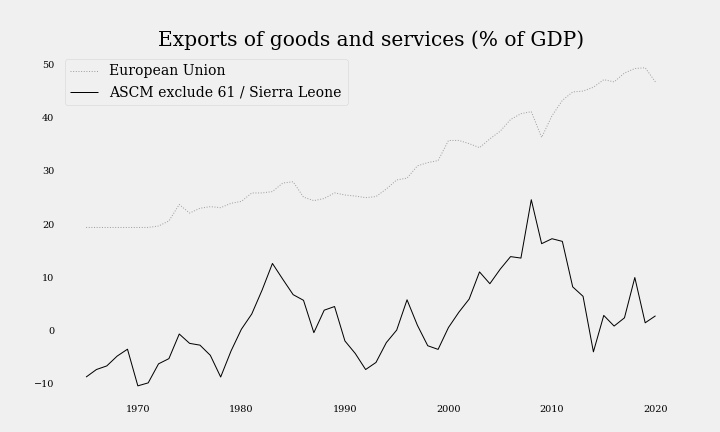 Exports of goods and services (% of GDP)
European Union
ASCM exclude 61 / Sierra Leone
50
40
30
20
10
0
−10
1970 1980 1990 2000 2010 2020